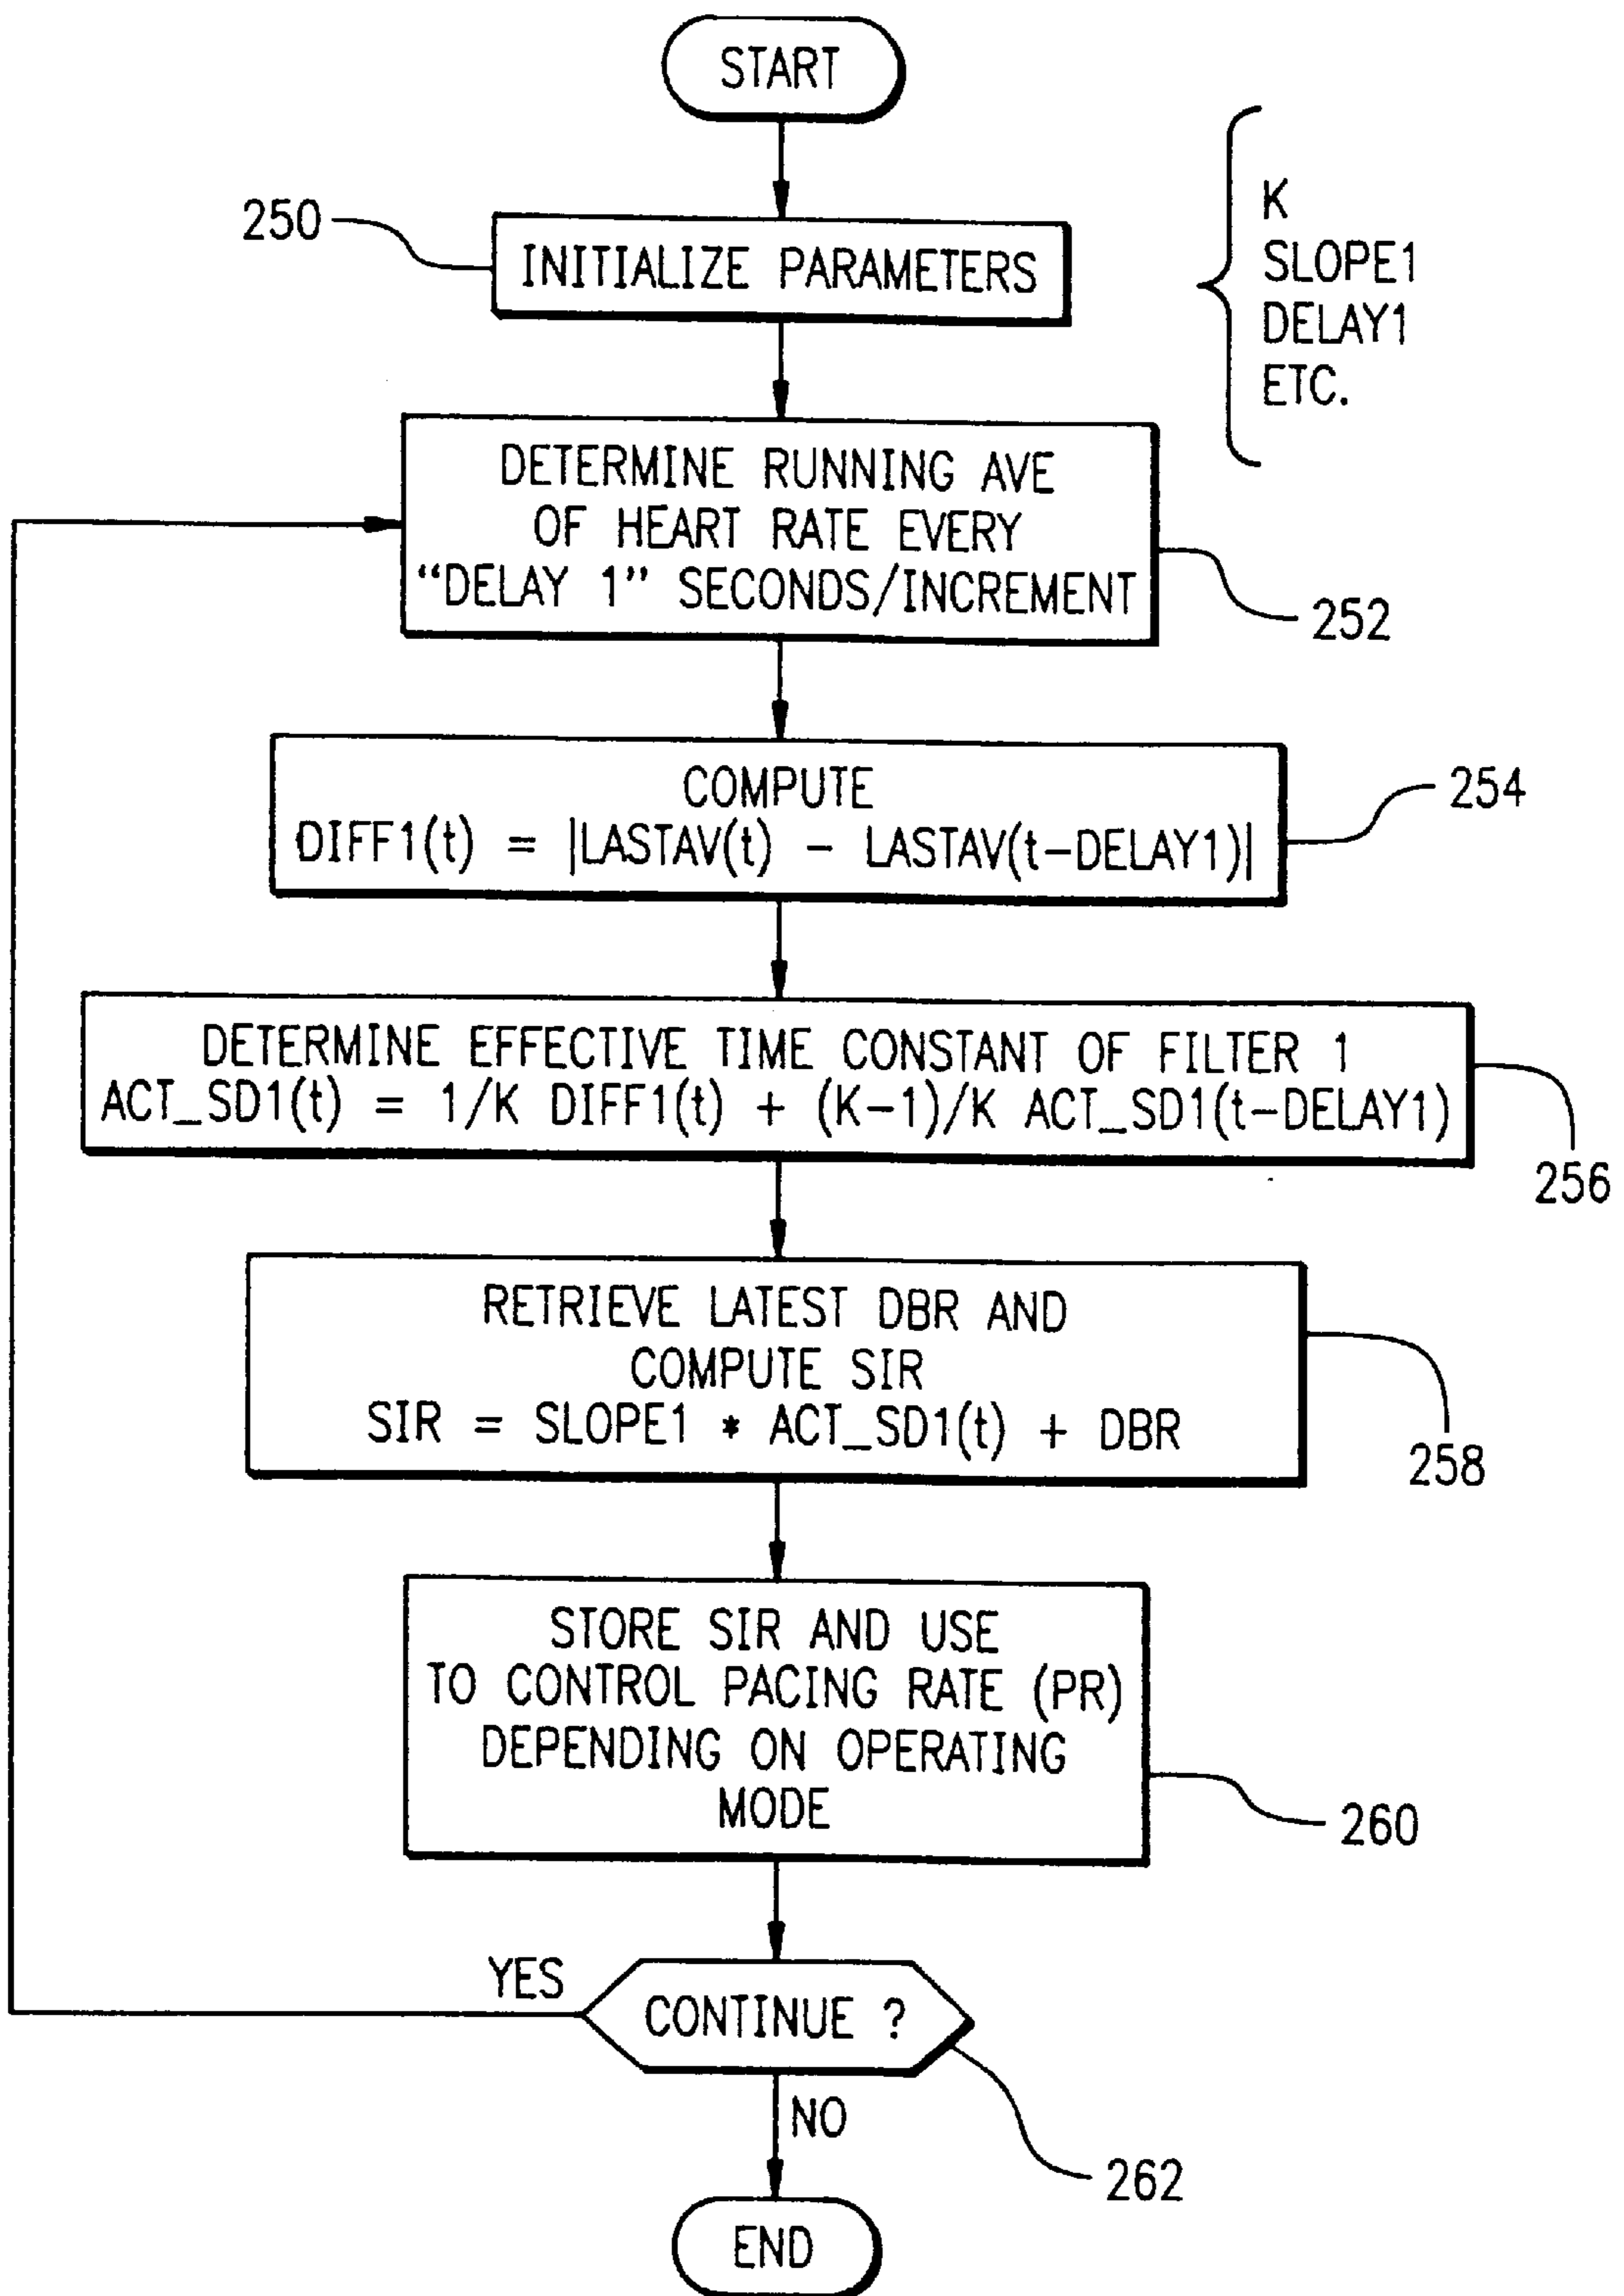 START
250
INITIALIZE PARAMETERS
K
SLOPE1
DELAY1
ETC.
DETERMINE RUNNING AVE
OF HEART RATE EVERY
“DELAY 1” SECONDS/INCREMENT
252
COMPUTE
DIFF1(t) = |LASTAV(t) - LASTAV(t-DELAY1)|
254
DETERMINE EFFECTIVE TIME CONSTANT OF FILTER 1
ACT_SD1(t) = 1/K DIFF1(t) + (K-1)/K ACT_SD1(t-DELAY1)
256
RETRIEVE LATEST DBR AND
COMPUTE SIR
SIR = SLOPE1 * ACT_SD1(t) + DBR
258
STORE SIR AND USE
TO CONTROL PACING RATE (PR)
DEPENDING ON OPERATING
MODE
260
YES
CONTINUE ?
NO
262
END